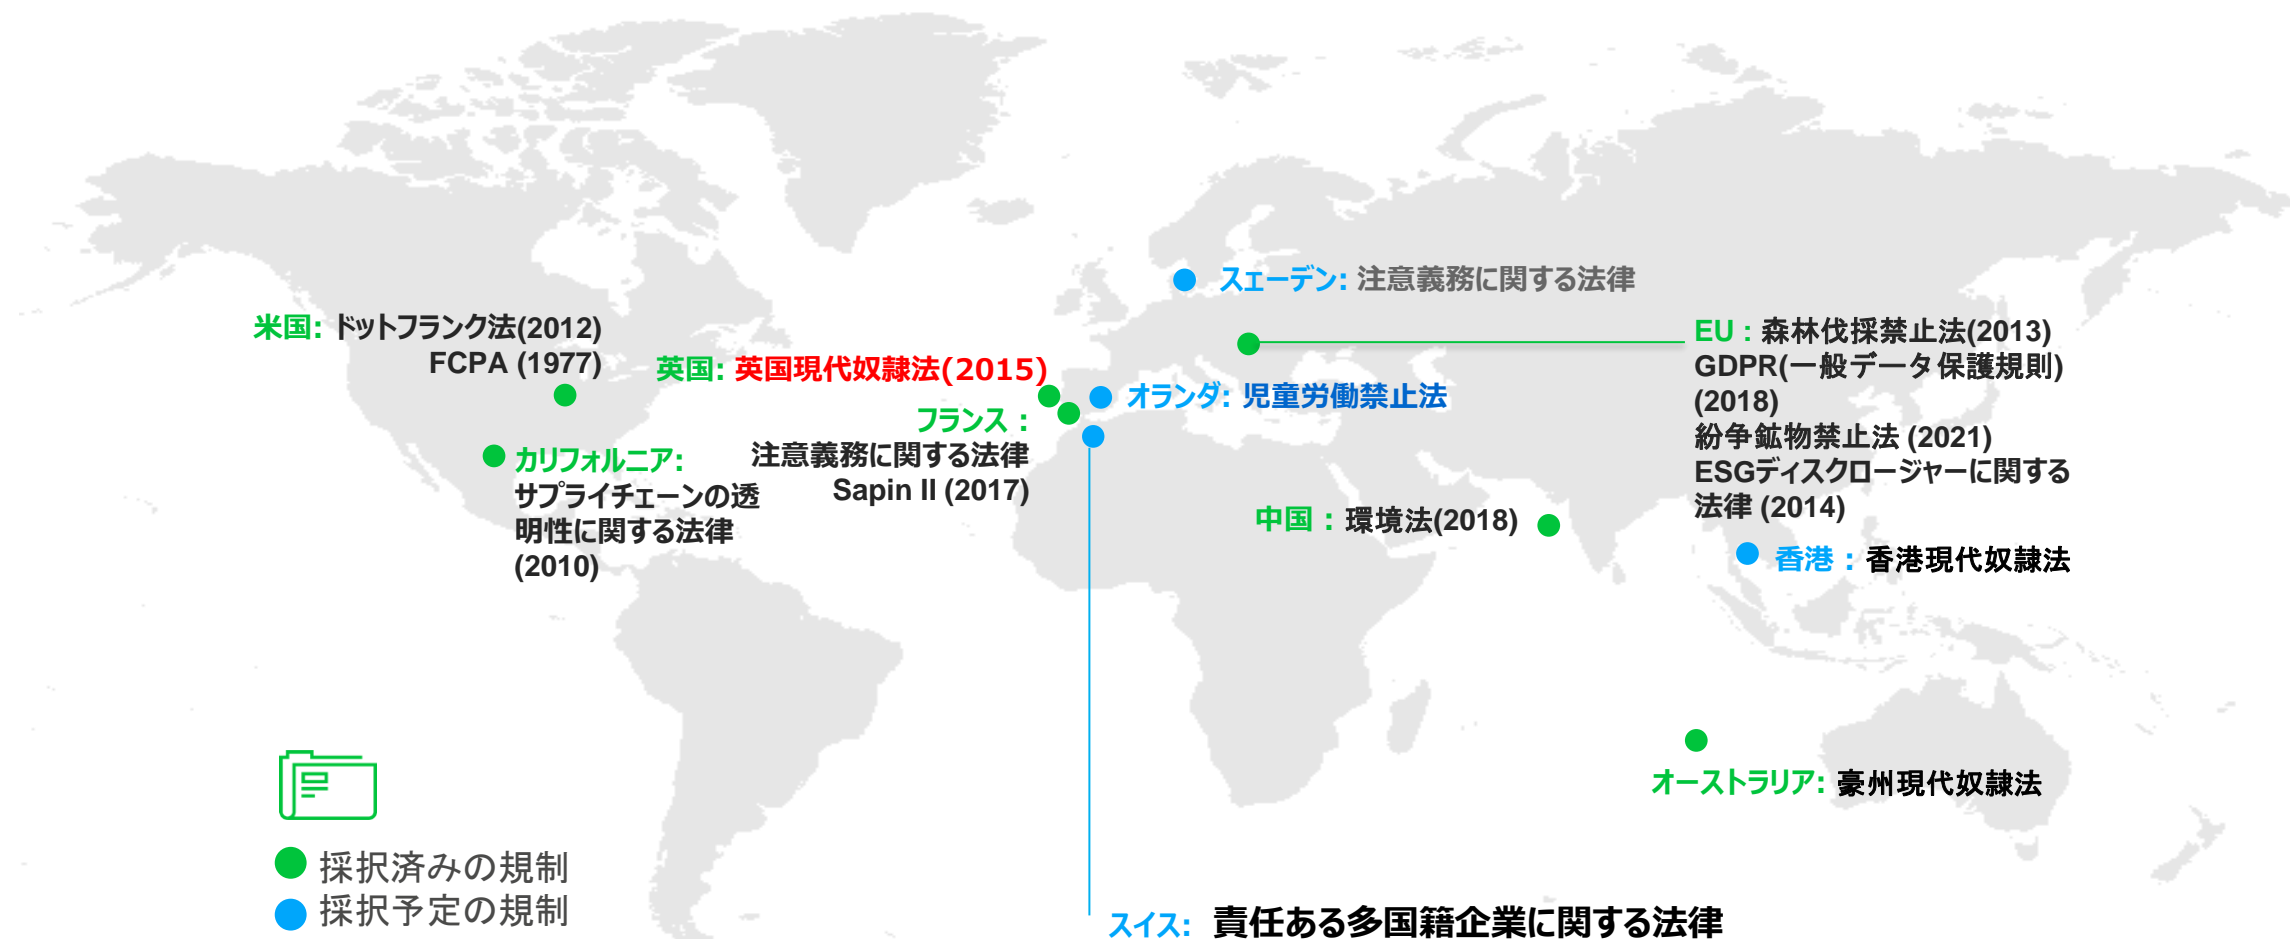 スェーデン: 注意義務に関する法律
米国: ドットフランク法(2012)
FCPA (1977)
英国: 英国現代奴隷法(2015)
EU : 森林伐採禁止法(2013)
GDPR(一般データ保護規則)
(2018)
紛争鉱物禁止法 (2021)
ESGディスクロージャーに関する
法律 (2014)
オランダ: 児童労働禁止法
フランス :
注意義務に関する法律
Sapin II (2017)
カリフォルニア:
サプライチェーンの透
明性に関する法律
(2010)
中国 : 環境法(2018)
香港 : 香港現代奴隷法
オーストラリア: 豪州現代奴隷法
採択済みの規制
採択予定の規制
スイス: 責任ある多国籍企業に関する法律